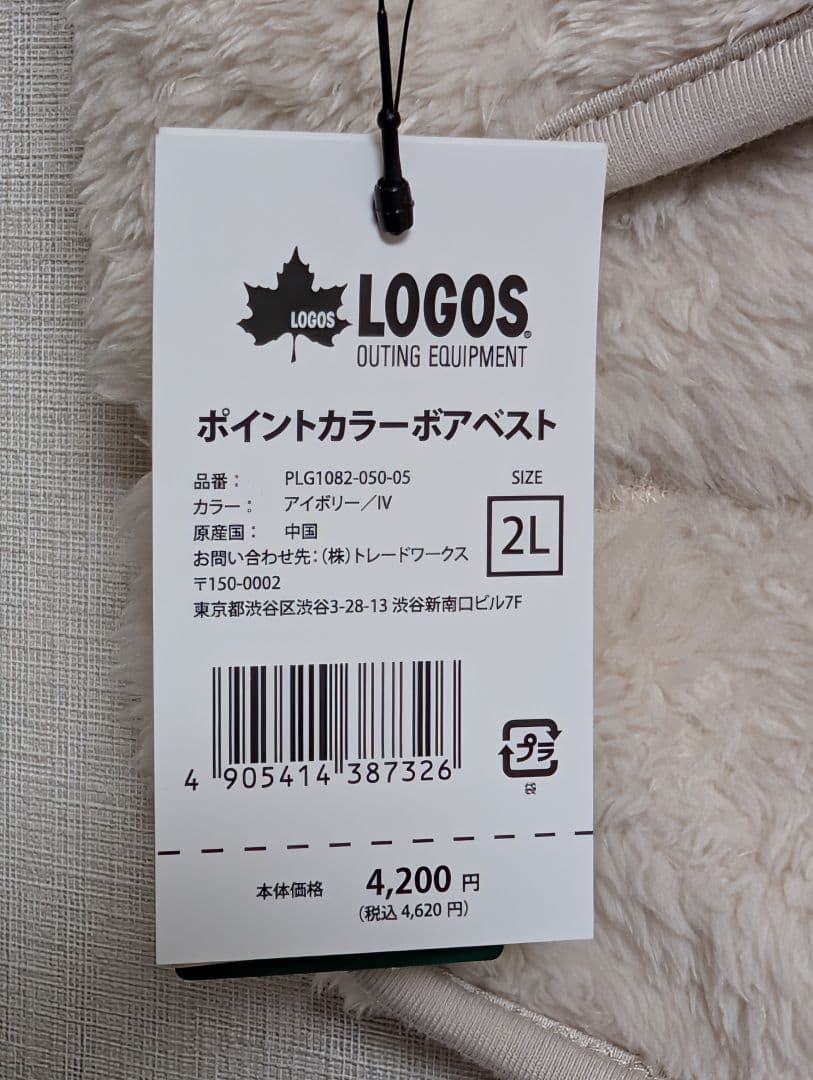 LOGOS
LOGOS®
OUTING EQUIPMENT
ポイントカラーボアベスト
品番： PLG1082-050-05
カラー： アイボリー／IV
原産国： 中国
お問い合わせ先：（株）トレードワークス
〒150-0002
東京都渋谷区渋谷3-28-13 渋谷新南口ビル7F
SIZE
2L
4 905414 387326
プラ
袋
本体価格 4,200 円
（税込 4,620 円）